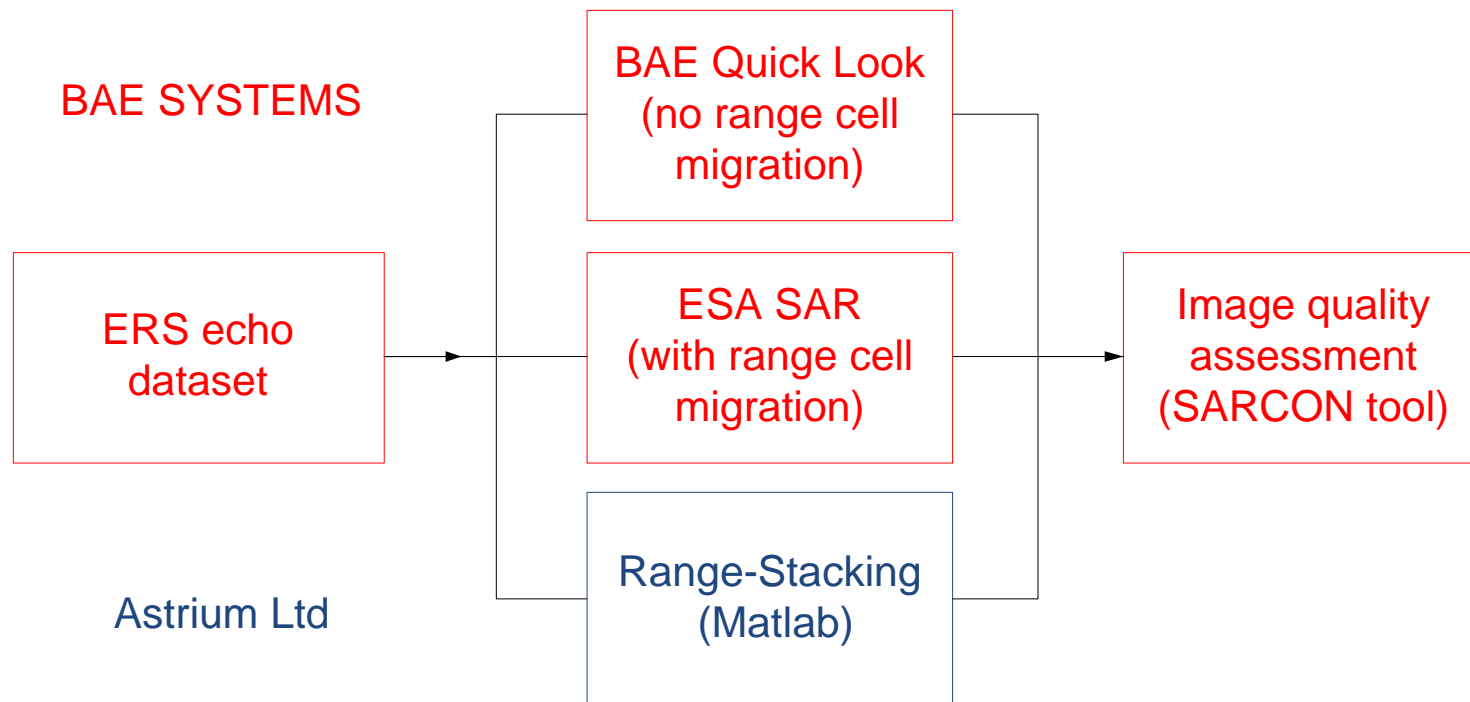 BAE SYSTEMS
BAE Quick Look
(no range cell
migration)
ERS echo
dataset
ESA SAR
(with range cell
migration)
Image quality
assessment
(SARCON tool)
Astrium Ltd
Range-Stacking
(Matlab)